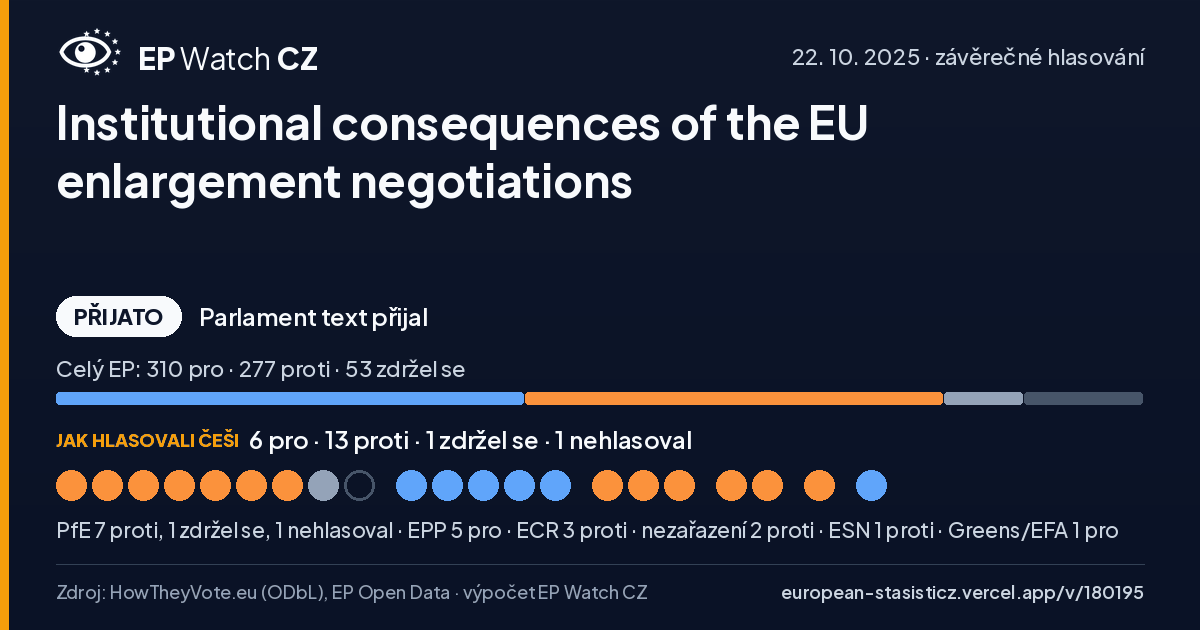 EP Watch CZ
22. 10. 2025 · závěrečné hlasování
Institutional consequences of the EU
enlargement negotiations
PŘIJATO
Parlament text přijal
Celý EP: 310 pro · 277 proti · 53 zdržel se
JAK HLASOVALI ČEŠI 6 pro · 13 proti · 1 zdržel se · 1 nehlasoval
PfE 7 proti, 1 zdržel se, 1 nehlasoval · EPP 5 pro · ECR 3 proti · nezařazení 2 proti · ESN 1 proti · Greens/EFA 1 pro
Zdroj: HowTheyVote.eu (ODbL), EP Open Data · výpočet EP Watch CZ
european-stasisticz.vercel.app/v/180195